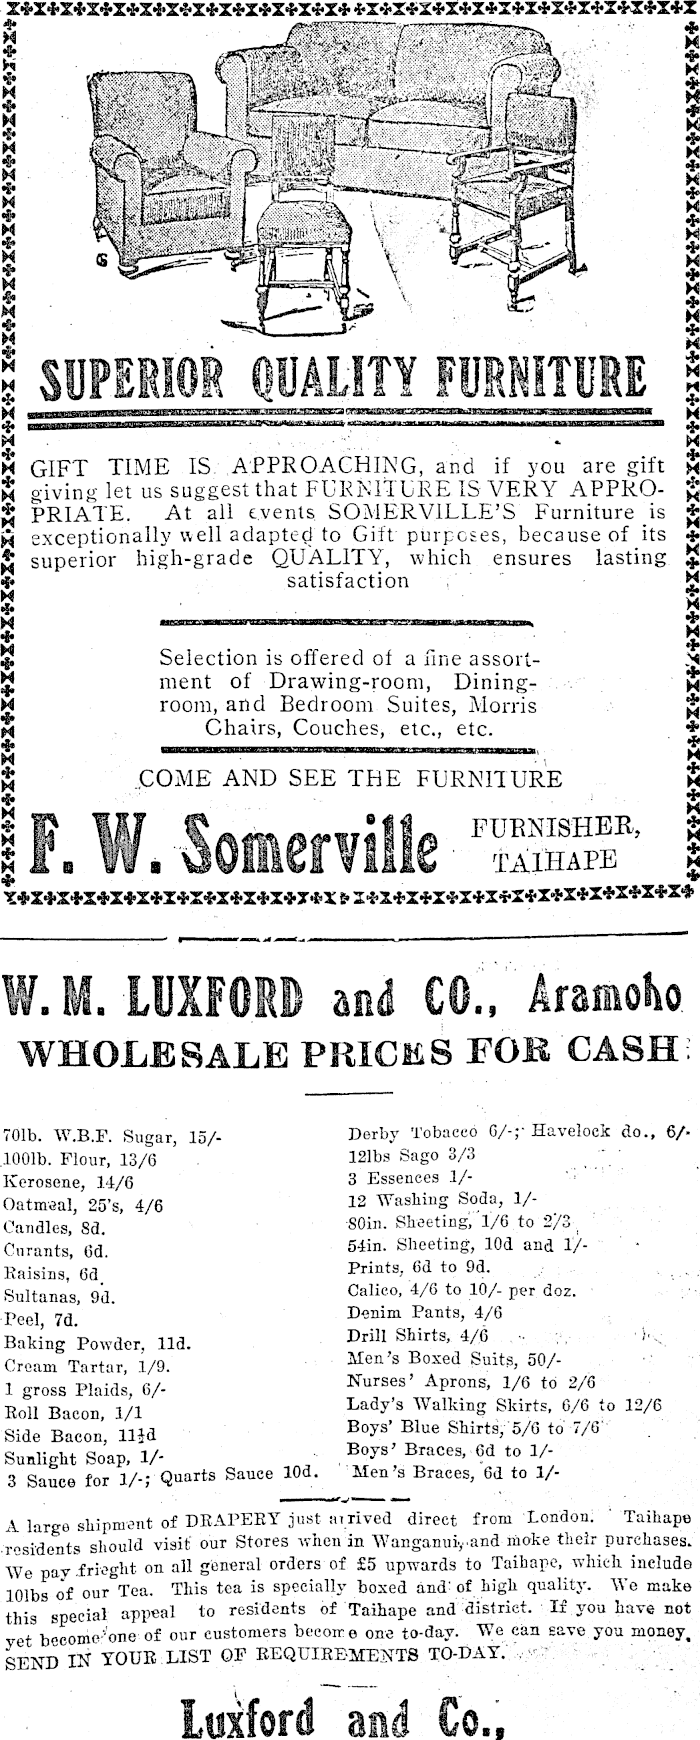 SUPERIOR QUALITY FURNITURE
GIFT TIME IS APPROACHING, and if you are gift
giving let us suggest that FURNITURE IS VERY APPRO-
PRIATE. At all events SOMERVILLE'S Furniture is
exceptionally well adapted to Gift purposes, because of its
superior high-grade QUALITY, which ensures lasting
satisfaction
Selection is offered of a fine assort-
ment of Drawing-room, Dining-
room, and Bedroom Suites, Morris
Chairs, Couches, etc., etc.
COME AND SEE THE FURNITURE
F. W. Somerville FURNISHER,
TAIHAPE
W. M. LUXFORD and CO., Aramoho
WHOLESALE PRICES FOR CASH
70lb. W.B.F. Sugar, 15/-
100lb. Flour, 13/6
Kerosene, 14/6
Oatmeal, 25's, 4/6
Candles, 8d.
Curants, 6d.
Raisins, 6d.
Sultanas, 9d.
Peel, 7d.
Baking Powder, 11d.
Cream Tartar, 1/9.
1 gross Plaids, 6/-
Roll Bacon, 1/1
Side Bacon, 11½d
Sunlight Soap, 1/-
3 Sauce for 1/-; Quarts Sauce 10d.
Derby Tobacco 6/-; Havelock do., 6/-
12lbs Sago 3/3
3 Essences 1/-
12 Washing Soda, 1/-
80in. Sheeting, 1/6 to 2/3
54in. Sheeting, 10d and 1/-
Prints, 6d to 9d.
Calico, 4/6 to 10/- per doz.
Denim Pants, 4/6
Drill Shirts, 4/6
Men's Boxed Suits, 50/-
Nurses' Aprons, 1/6 to 2/6
Lady's Walking Skirts, 6/6 to 12/6
Boys' Blue Shirts, 5/6 to 7/6
Boys' Braces, 6d to 1/-
Men's Braces, 6d to 1/-
A large shipment of DRAPERY just arrived direct from London. Taihape
residents should visit our Stores when in Wanganui, and moke their purchases.
We pay frieght on all general orders of £5 upwards to Taihape, which include
10lbs of our Tea. This tea is specially boxed and of high quality. We make
this special appeal to residents of Taihape and district. If you have not
yet become one of our customers become one to-day. We can save you money.
SEND IN YOUR LIST OF REQUIREMENTS TO-DAY.
Luxford and Co.,